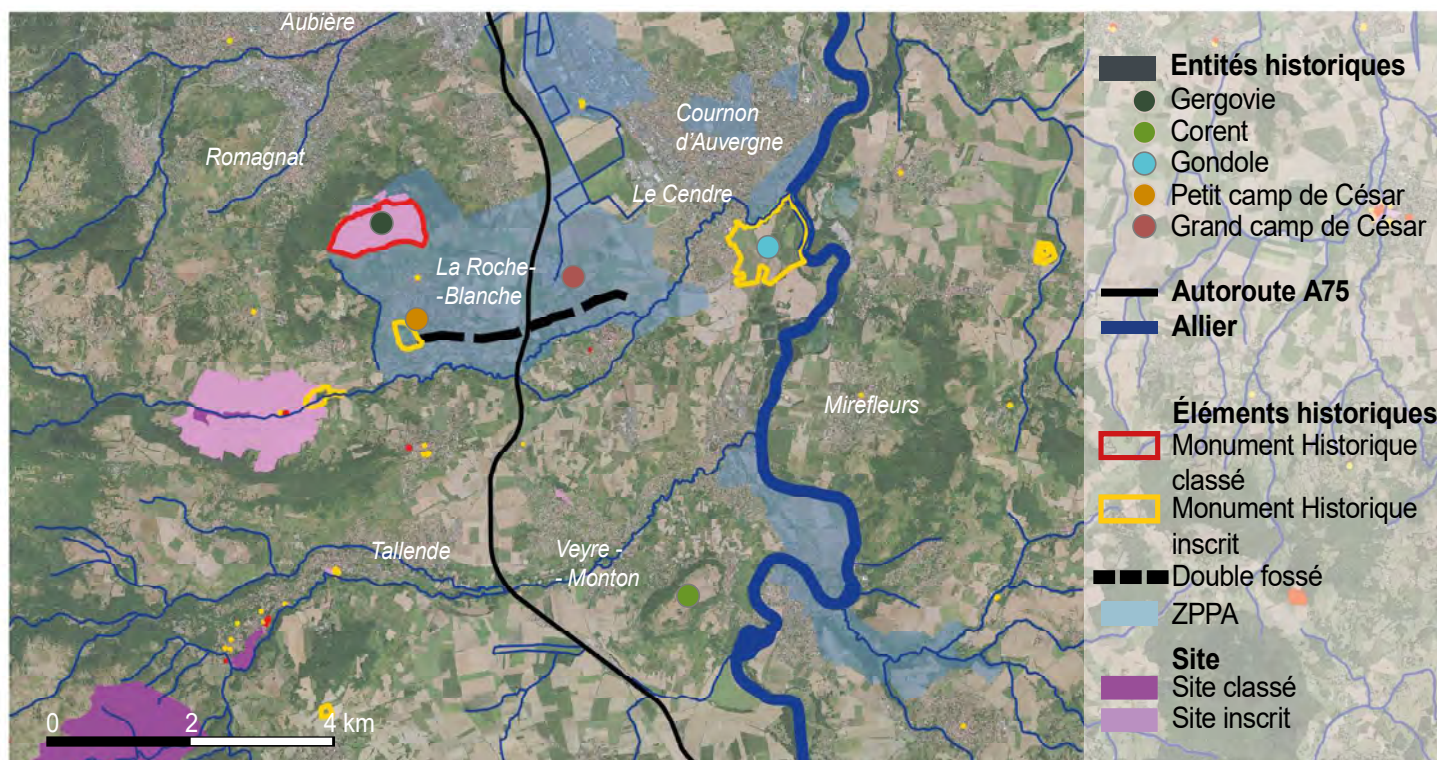 Aubière
Cournon
d'Auvergne
Romagnat
Le Cendre
La Roche-
-Blanche
Mirefleurs
Tallende
Veyre -
- Monton
0 2 4 km
Entités historiques
Gergovie
Corent
Gondole
Petit camp de César
Grand camp de César
Autoroute A75
Allier
Éléments historiques
Monument Historique
classé
Monument Historique
inscrit
Double fossé
ZPPA
Site
Site classé
Site inscrit